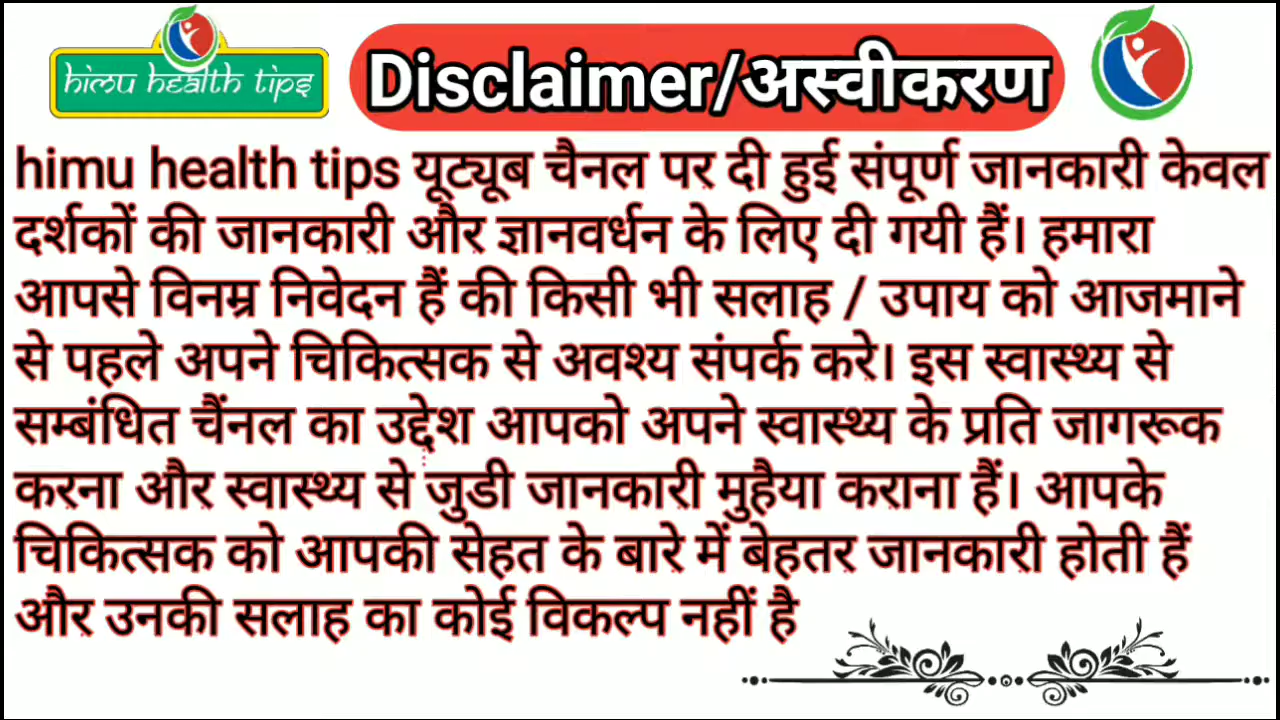 himu health tips
Disclaimer/अस्वीकरण
himu health tips यूट्यूब चैनल पर दी हुई संपूर्ण जानकारी केवल
दर्शकों की जानकारी और ज्ञानवर्धन के लिए दी गयी हैं। हमारा
आपसे विनम्र निवेदन हैं की किसी भी सलाह / उपाय को आजमाने
से पहले अपने चिकित्सक से अवश्य संपर्क करे। इस स्वास्थ्य से
सम्बंधित चैंनल का उद्देश आपको अपने स्वास्थ्य के प्रति जागरूक
करना और स्वास्थ्य से जुडी जानकारी मुहैया कराना हैं। आपके
चिकित्सक को आपकी सेहत के बारे में बेहतर जानकारी होती हैं
और उनकी सलाह का कोई विकल्प नहीं है